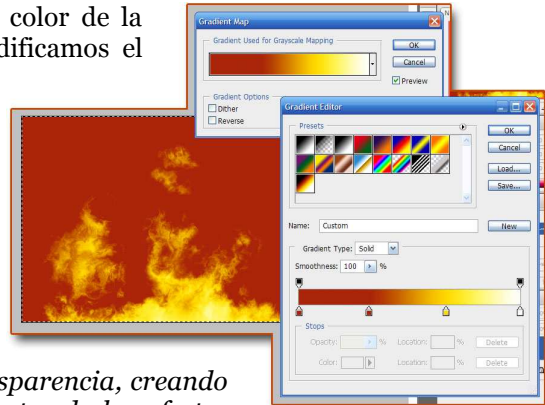 color de la
dificamos el
Gradient Map
Gradient Used for Grayscale Mapping
OK
Cancel
Preview
Gradient Options
Dither
Reverse
Gradient Editor
Presets
OK
Cancel
Load...
Save...
Name: Custom
New
Gradient Type: Solid
Smoothness: 100 %
Stops
Opacity: % Location: % Delete
Color: Location: % Delete
sparencia, creando